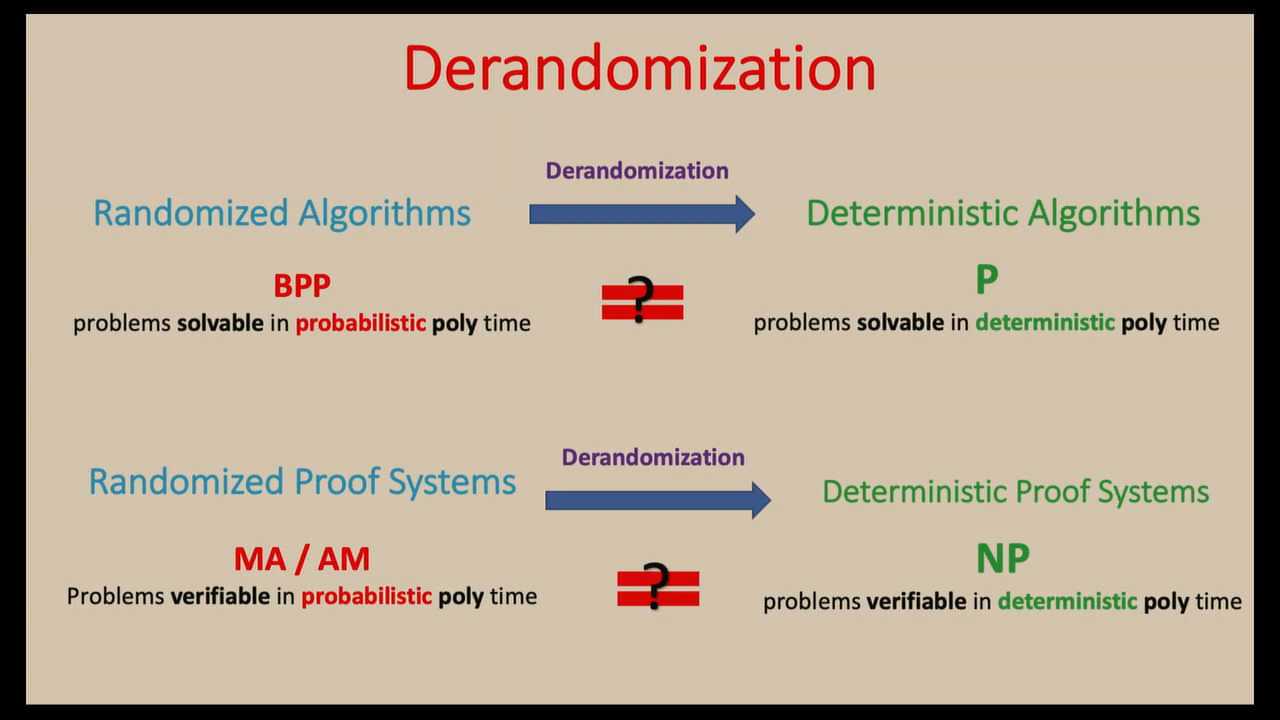 Derandomization
Derandomization
Randomized Algorithms
Deterministic Algorithms
BPP
?
P
problems solvable in probabilistic poly time
problems solvable in deterministic poly time
Derandomization
Randomized Proof Systems
Deterministic Proof Systems
MA / AM
?
NP
Problems verifiable in probabilistic poly time
problems verifiable in deterministic poly time